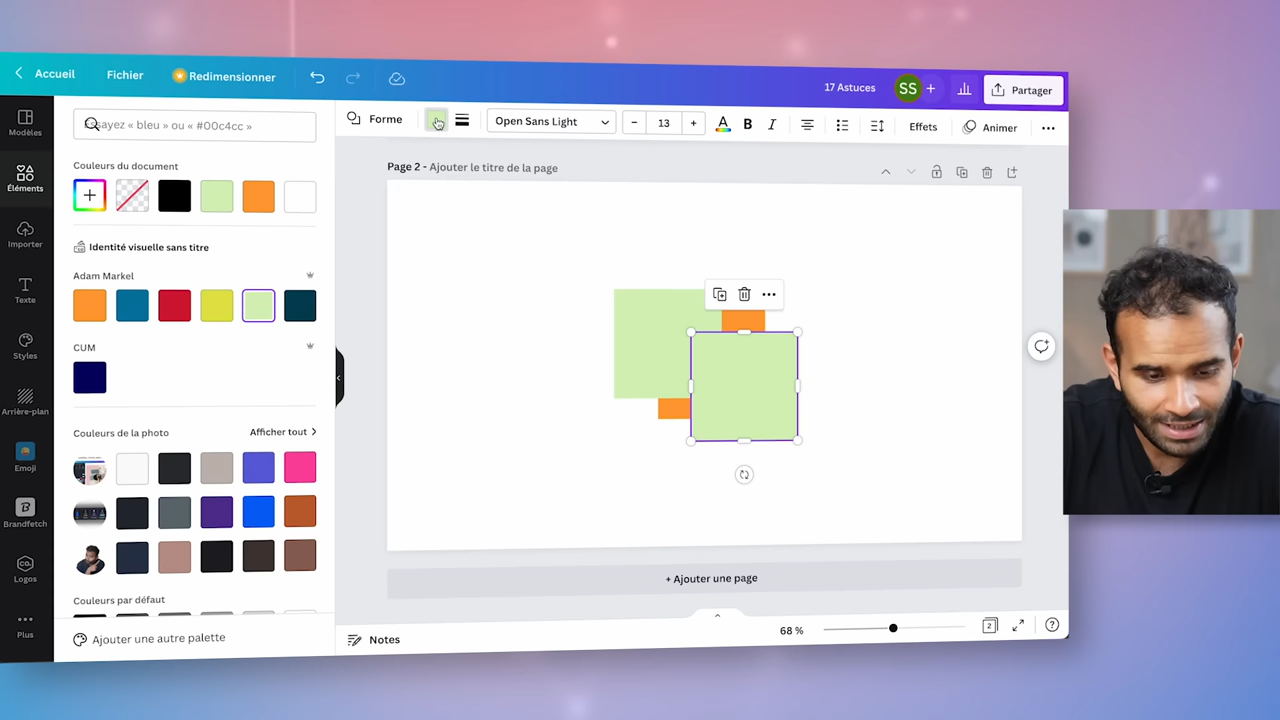 Accueil
Fichier
Redimensionner
17 Astuces
SS
+
Partager
Modèles
Éléments
Importer
Texte
Styles
Arrière-plan
Emoji
Brandfetch
CO.
Logos
Plus
Essayez « bleu » ou « #00c4cc »
Couleurs du document
Identité visuelle sans titre
Adam Markel
CUM
Couleurs de la photo
Afficher tout
Couleurs par défaut
Ajouter une autre palette
Forme
Open Sans Light
− 13 +
A B I
Effets
Animer
Page 2 - Ajouter le titre de la page
+ Ajouter une page
Notes
68 %
2
?